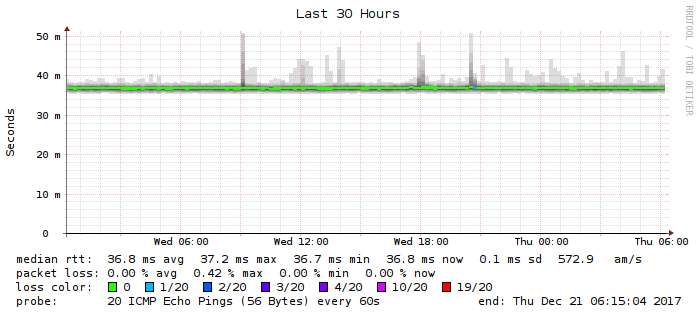 Last 30 Hours
RRDTOOL / TOBI OETIKER
50 m
40 m
30 m
20 m
10 m
0
Seconds
Wed 06:00 Wed 12:00 Wed 18:00 Thu 00:00 Thu 06:00
median rtt: 36.8 ms avg 37.2 ms max 36.7 ms min 36.8 ms now 0.1 ms sd 572.9 am/s
packet loss: 0.00 % avg 0.42 % max 0.00 % min 0.00 % now
loss color: 0 1/20 2/20 3/20 4/20 10/20 19/20
probe: 20 ICMP Echo Pings (56 Bytes) every 60s end: Thu Dec 21 06:15:04 2017